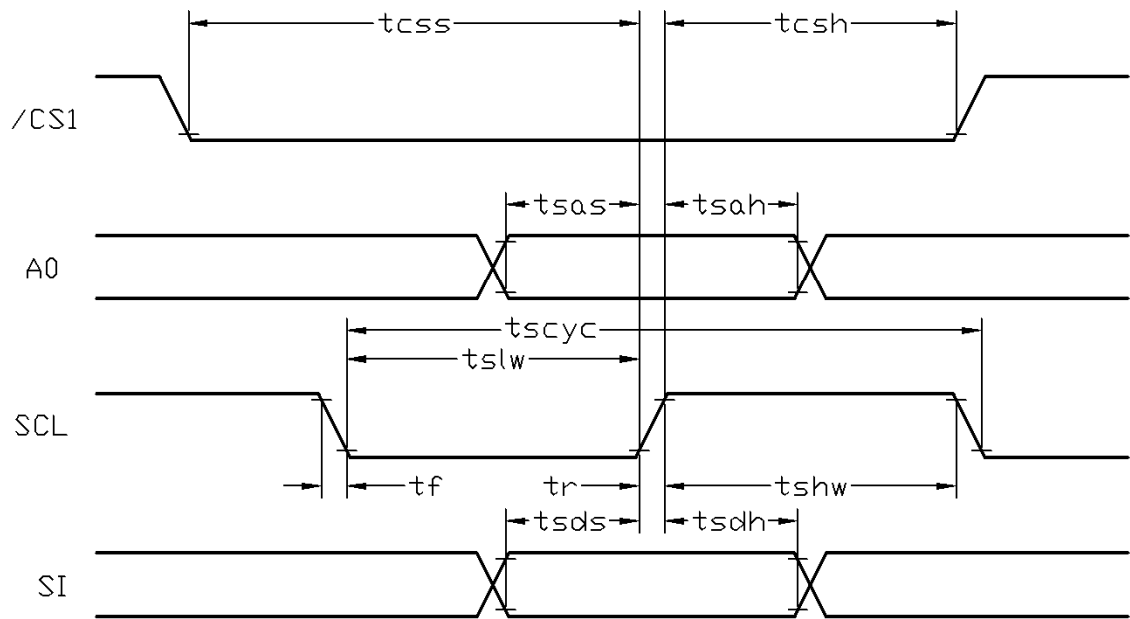 tcss tcsh
/CS1
tsas tsah
A0
tscyc
tslw
SCL
tf tr tshw
tsds tsdh
SI